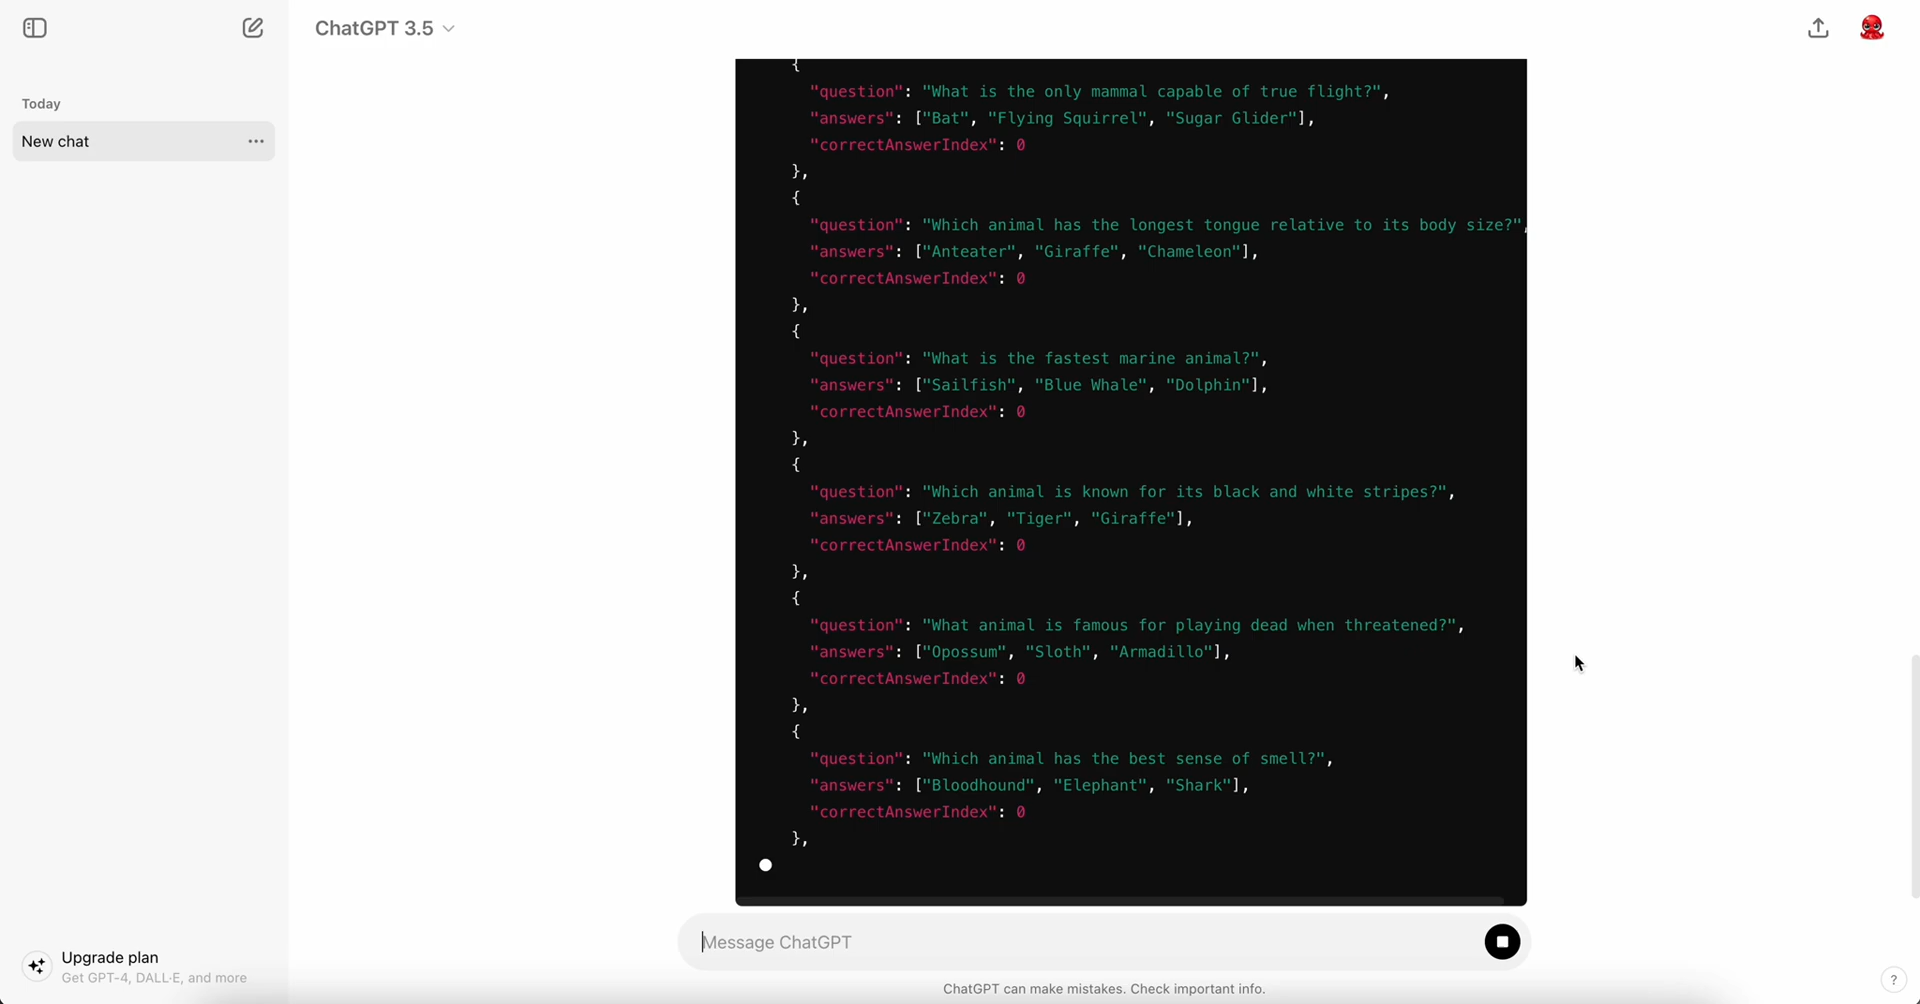 ChatGPT 3.5
Today
New chat
{
"question": "What is the only mammal capable of true flight?",
"answers": ["Bat", "Flying Squirrel", "Sugar Glider"],
"correctAnswerIndex": 0
},
{
"question": "Which animal has the longest tongue relative to its body size?",
"answers": ["Anteater", "Giraffe", "Chameleon"],
"correctAnswerIndex": 0
},
{
"question": "What is the fastest marine animal?",
"answers": ["Sailfish", "Blue Whale", "Dolphin"],
"correctAnswerIndex": 0
},
{
"question": "Which animal is known for its black and white stripes?",
"answers": ["Zebra", "Tiger", "Giraffe"],
"correctAnswerIndex": 0
},
{
"question": "What animal is famous for playing dead when threatened?",
"answers": ["Opossum", "Sloth", "Armadillo"],
"correctAnswerIndex": 0
},
{
"question": "Which animal has the best sense of smell?",
"answers": ["Bloodhound", "Elephant", "Shark"],
"correctAnswerIndex": 0
},
Message ChatGPT
Upgrade plan
Get GPT-4, DALL·E, and more
ChatGPT can make mistakes. Check important info.
?